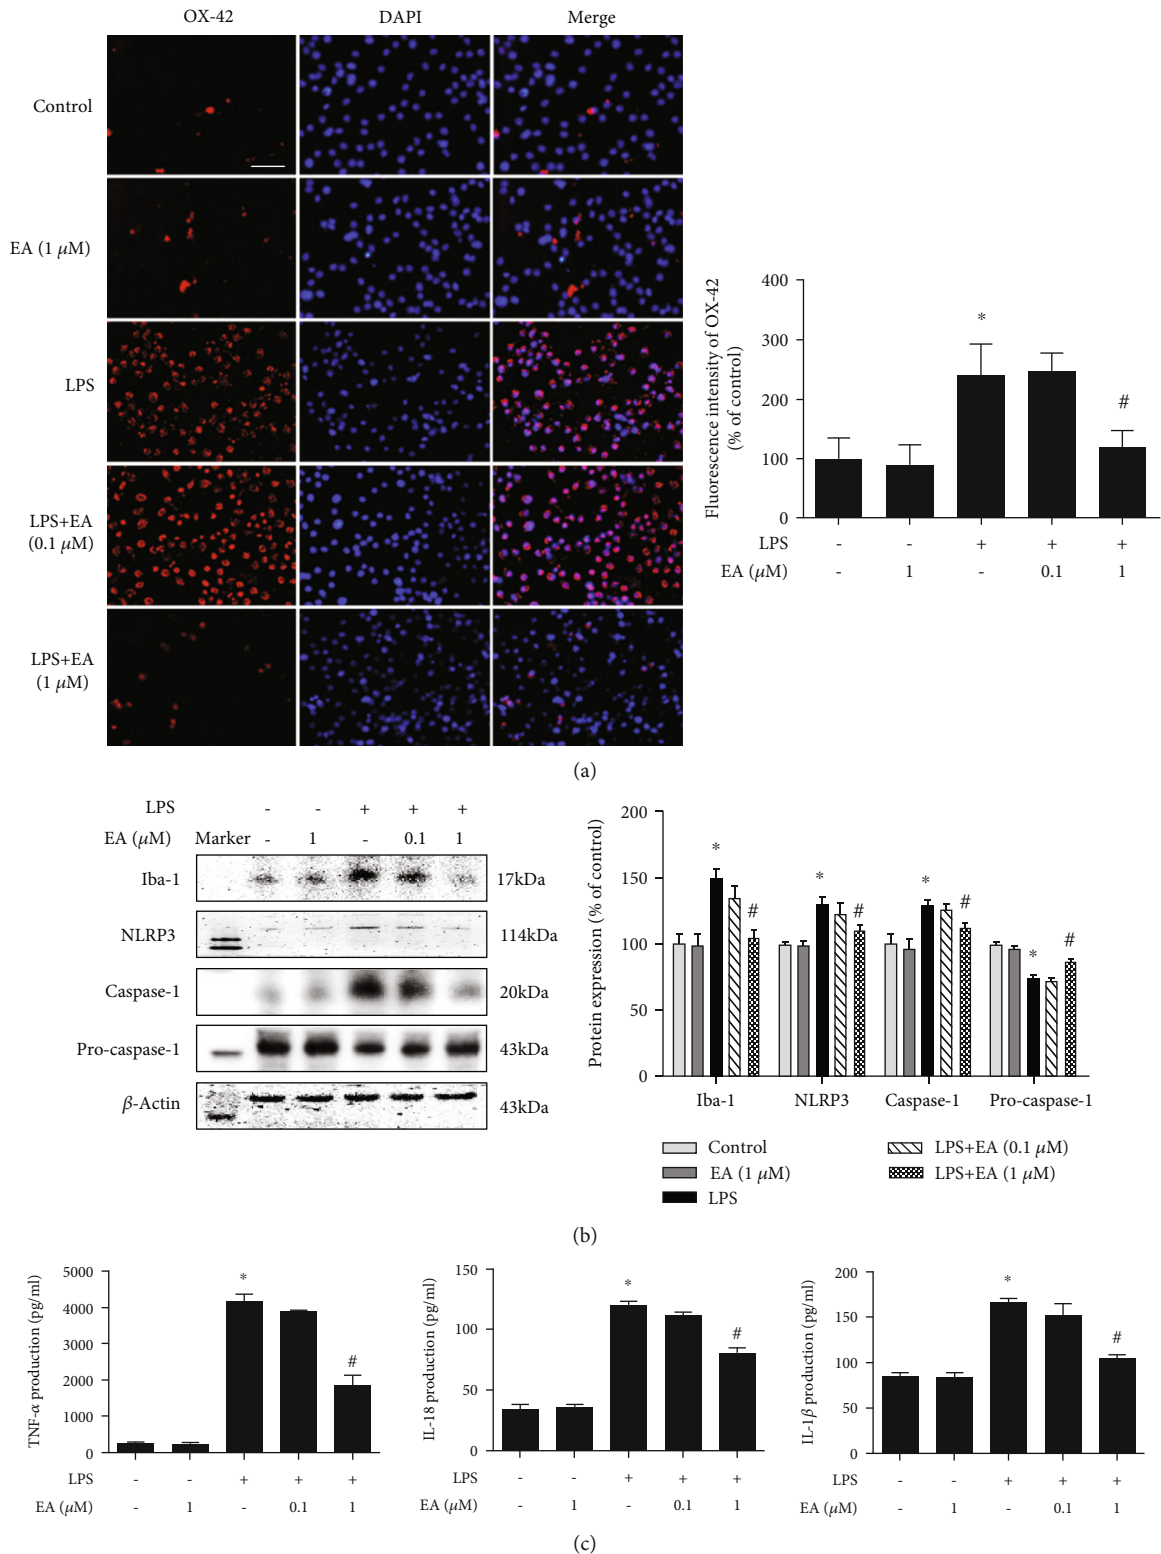 OX-42 DAPI Merge
Control
EA (1 μM)
LPS
LPS+EA
(0.1 μM)
LPS+EA
(1 μM)
Fluorescence intensity of OX-42
(% of control)
400
300
200
100
0
*
#
LPS - - + + +
EA (μM) - 1 - 0.1 1
(a)
LPS - - + + +
EA (μM) Marker - 1 - 0.1 1
Iba-1 17kDa
NLRP3 114kDa
Caspase-1 20kDa
Pro-caspase-1 43kDa
β-Actin 43kDa
Protein expression (% of control)
200
150
100
50
0
* # * # * # * #
Iba-1 NLRP3 Caspase-1 Pro-caspase-1
Control
EA (1 μM)
LPS
LPS+EA (0.1 μM)
LPS+EA (1 μM)
(b)
TNF-α production (pg/ml)
5000
4000
3000
2000
1000
0
*
#
LPS - - + + +
EA (μM) - 1 - 0.1 1
IL-18 production (pg/ml)
150
100
50
0
*
#
LPS - - + + +
EA (μM) - 1 - 0.1 1
IL-1β production (pg/ml)
200
150
100
50
0
*
#
LPS - - + + +
EA (μM) - 1 - 0.1 1
(c)